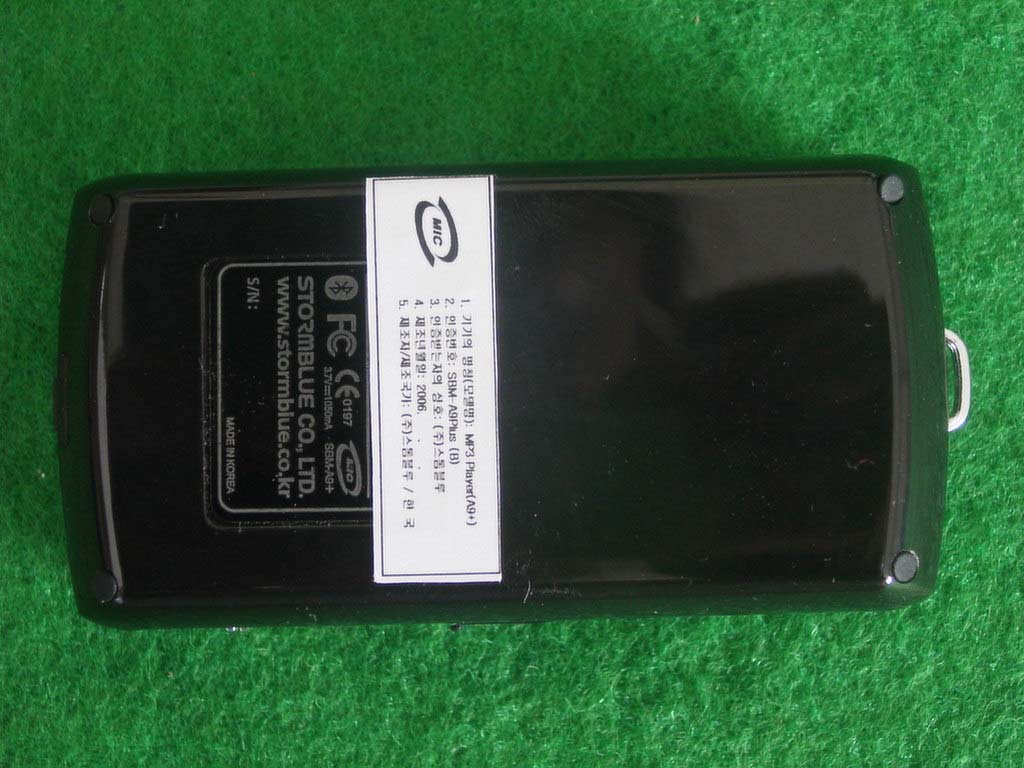 MIC
1. 기기의 명칭(모델명): MP3 Player(A9+)
2. 인증번호: SBM-A9Plus (B)
3. 인증받는자의 상호: (주)스톰블루
4. 제조년월일: 2006. . .
5. 제조자/제조국가: (주)스톰블루 / 한 국
FC CE0197 MIC
3.7V⎓1050mA SBM-A9+
STORMBLUE CO., LTD.
www.stormblue.co.kr
S/N:
MADE IN KOREA